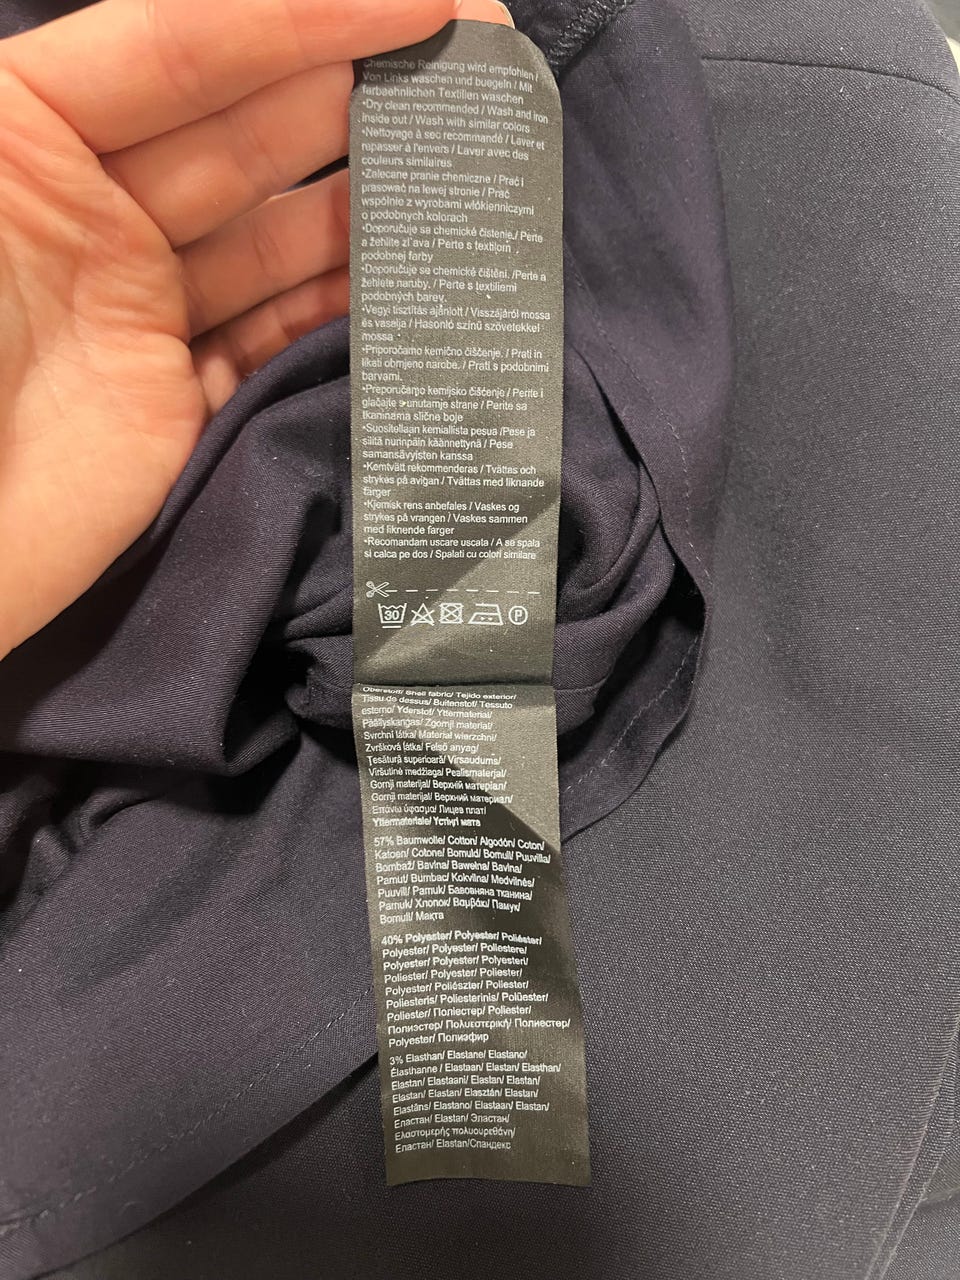 Chemische Reinigung wird empfohlen /
Von Links waschen und buegeln / Mit
farbaehnlichen Textilien waschen
•Dry clean recommended / Wash and iron
inside out / Wash with similar colors
•Nettoyage à sec recommandé / Laver et
repasser à l'envers / Laver avec des
couleurs similaires
•Zalecane pranie chemiczne / Prać i
prasować na lewej stronie / Prać
wspólnie z wyrobami włókienniczymi
o podobnych kolorach
•Doporučuje sa chemické čistenie./ Perte
a žehlite zľava / Perte s textilom
podobnej farby
•Doporučuje se chemické čištění. /Perte a
žehlete naruby. / Perte s textiliemi
podobných barev.
•Vegyi tisztítás ajánlott / Visszájáról mossa
és vasalja / Hasonló színű szövetekkel
mossa
•Priporočamo kemično čiščenje. / Prati in
likati obrnjeno narobe. / Prati s podobnimi
barvami.
•Preporučamo kemijsko čišćenje / Perite i
glačajte s unutarnje strane / Perite sa
tkaninama slične boje
•Suositellaan kemiallista pesua /Pese ja
silitä nurinpäin käännettynä / Pese
samansävyisten kanssa
•Kemtvätt rekommenderas / Tvättas och
strykes på avigan / Tvättas med liknande
färger
•Kjemisk rens anbefales / Vaskes og
strykes på vrangen / Vaskes sammen
med liknende farger
•Recomandam uscare uscata / A se spala
si calca pe dos / Spalati cu colori similare
30
P
Oberstoff/ Shell fabric/ Tejido exterior/
Tissu de dessus/ Buitenstof/ Tessuto
esterno/ Yderstof/ Yttermaterial/
Päällyskangas/ Zgornji material/
Svrchní látka/ Materiał wierzchni/
Zvršková látka/ Felső anyag/
Ţesătură superioară/ Virsaudums/
Viršutinė medžiaga/ Pealismaterjal/
Gornji materijal/ Верхній матеріал/
Gornji materijal/ Верхний материал/
Επάνω ύφασμα/ Лицев плат/
Yttermateriale/ Үстіңгі мата
57% Baumwolle/ Cotton/ Algodón/ Coton/
Katoen/ Cotone/ Bomuld/ Bomull/ Puuvilla/
Bombaž/ Bavlna/ Bawełna/ Bavlna/
Pamut/ Bumbac/ Kokvilna/ Medvilnės/
Puuvill/ Pamuk/ Бавовняна тканина/
Pamuk/ Хлопок/ Βαμβάκι/ Памук/
Bomull/ Мақта
40% Polyester/ Polyester/ Poliéster/
Polyester/ Polyester/ Poliestere/
Polyester/ Polyester/ Polyesteri/
Poliester/ Polyester/ Poliester/
Polyester/ Poliészter/ Poliester/
Poliesteris/ Poliesterinis/ Polüester/
Poliester/ Поліестер/ Poliester/
Полиэстер/ Πολυεστερική/ Полиестер/
Polyester/ Полиэфир
3% Elasthan/ Elastane/ Elastano/
Élasthanne/ Elastaan/ Elastan/ Elasthan/
Elastan/ Elastaani/ Elastan/ Elastan/
Elastan/ Elastan/ Elasztán/ Elastan/
Elastāns/ Elastano/ Elastaan/ Elastan/
Еластан/ Elastan/ Эластан/
Ελαστομερής πολυουρεθάνη/
Еластан/ Elastan/Спандекс